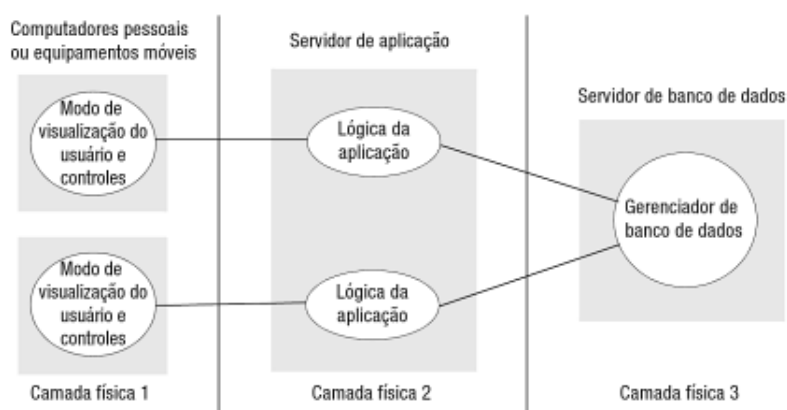 Computadores pessoais
ou equipamentos móveis
Servidor de aplicação
Servidor de banco de dados
Modo de
visualização do
usuário e
controles
Lógica da
aplicação
Gerenciador de
banco de dados
Modo de
visualização do
usuário e
controles
Lógica da
aplicação
Camada física 1
Camada física 2
Camada física 3